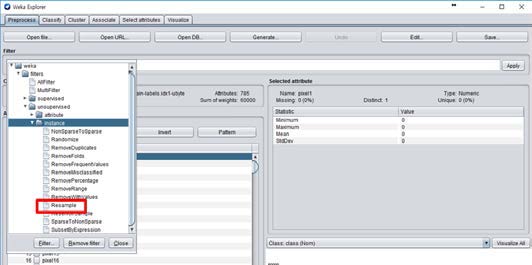 Weka Explorer
Preprocess Classify Cluster Associate Select attributes Visualize
Open file... Open URL... Open DB... Generate... Undo Edit... Save...
Filter
Apply
weka
filters
AllFilter
MultiFilter
supervised
unsupervised
attribute
instance
NonSparseToSparse
Randomize
RemoveDuplicates
RemoveFolds
RemoveFrequentValues
RemoveMisclassified
RemovePercentage
RemoveRange
RemoveWithValues
Resample
SparseToNonSparse
SubsetByExpression
Filter... Remove filter Close
ain-labels idx1-ubyte Attributes: 785
Sum of weights: 60000
Invert Pattern
15 pixel15
16 pixel16
Selected attribute
Name: pixel1 Type: Numeric
Missing: 0 (0%) Distinct: 1 Unique: 0 (0%)
Statistic Value
Minimum 0
Maximum 0
Mean 0
StdDev 0
Class: class (Nom) Visualize All